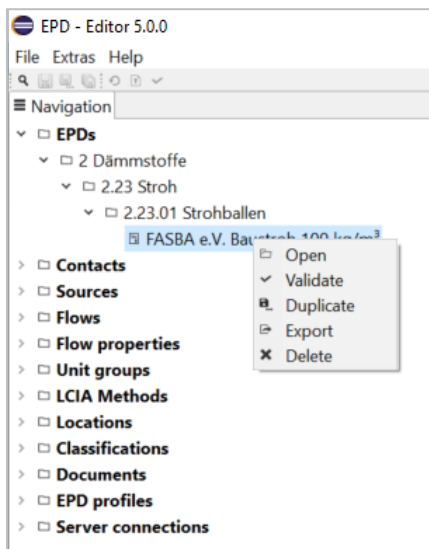 EPD - Editor 5.0.0
File Extras Help
Navigation
EPDs
2 Dämmstoffe
2.23 Stroh
2.23.01 Strohballen
FASBA e.V. Baustroh 100 kg/m³
Open
Validate
Duplicate
Export
Delete
Contacts
Sources
Flows
Flow properties
Unit groups
LCIA Methods
Locations
Classifications
Documents
EPD profiles
Server connections